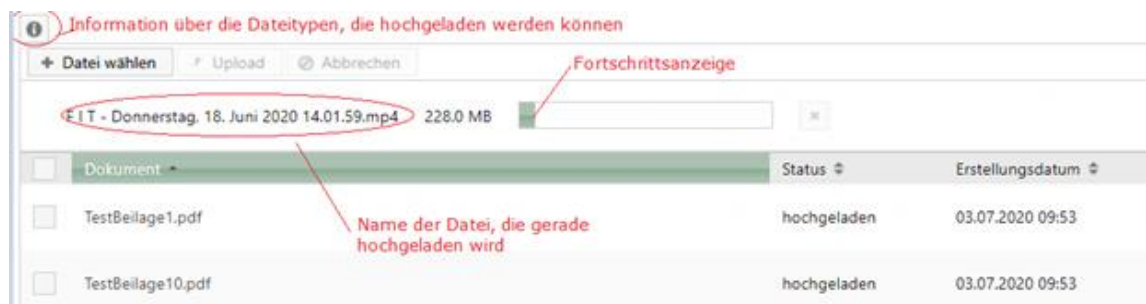 Information über die Dateitypen, die hochgeladen werden können
+ Datei wählen Upload Abbrechen
Fortschrittsanzeige
E I T - Donnerstag, 18. Juni 2020 14.01.59.mp4 228.0 MB
Dokument Status Erstellungsdatum
TestBeilage1.pdf hochgeladen 03.07.2020 09:53
Name der Datei, die gerade
hochgeladen wird
TestBeilage10.pdf hochgeladen 03.07.2020 09:53